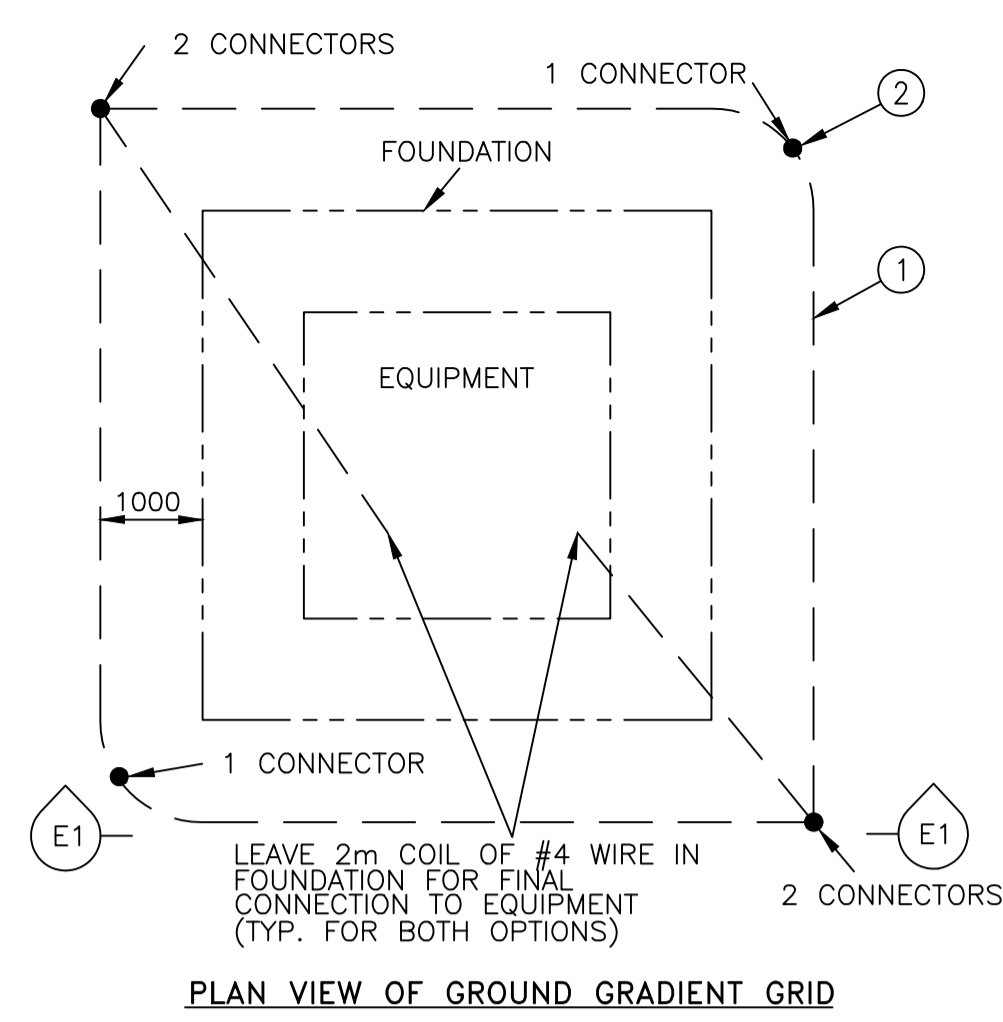 2 CONNECTORS
1 CONNECTOR
2
FOUNDATION
1
EQUIPMENT
1000
1 CONNECTOR
E1
E1
LEAVE 2m COIL OF #4 WIRE IN
FOUNDATION FOR FINAL
CONNECTION TO EQUIPMENT
(TYP. FOR BOTH OPTIONS)
2 CONNECTORS
PLAN VIEW OF GROUND GRADIENT GRID